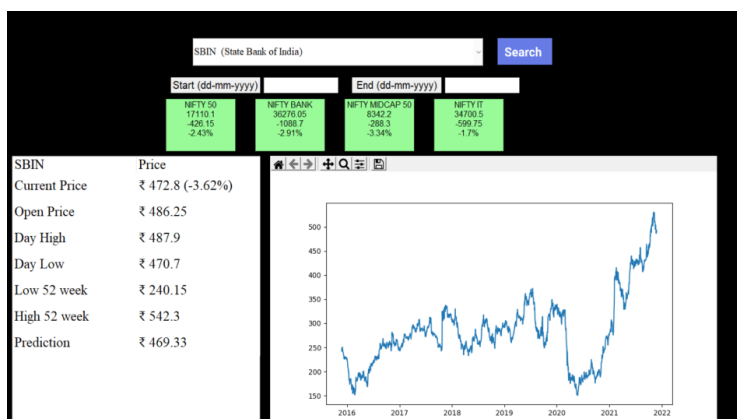 SBIN (State Bank of India)
Search
Start (dd-mm-yyyy) End (dd-mm-yyyy)
NIFTY 50 NIFTY BANK NIFTY MIDCAP 50 NIFTY IT
17110.1 36276.05 8342.2 34700.5
-426.15 -1088.7 -288.3 -599.75
-2.43% -2.91% -3.34% -1.7%
SBIN Price
Current Price ₹ 472.8 (-3.62%)
Open Price ₹ 486.25
Day High ₹ 487.9
Day Low ₹ 470.7
Low 52 week ₹ 240.15
High 52 week ₹ 542.3
Prediction ₹ 469.33
500
450
400
350
300
250
200
150
2016 2017 2018 2019 2020 2021 2022